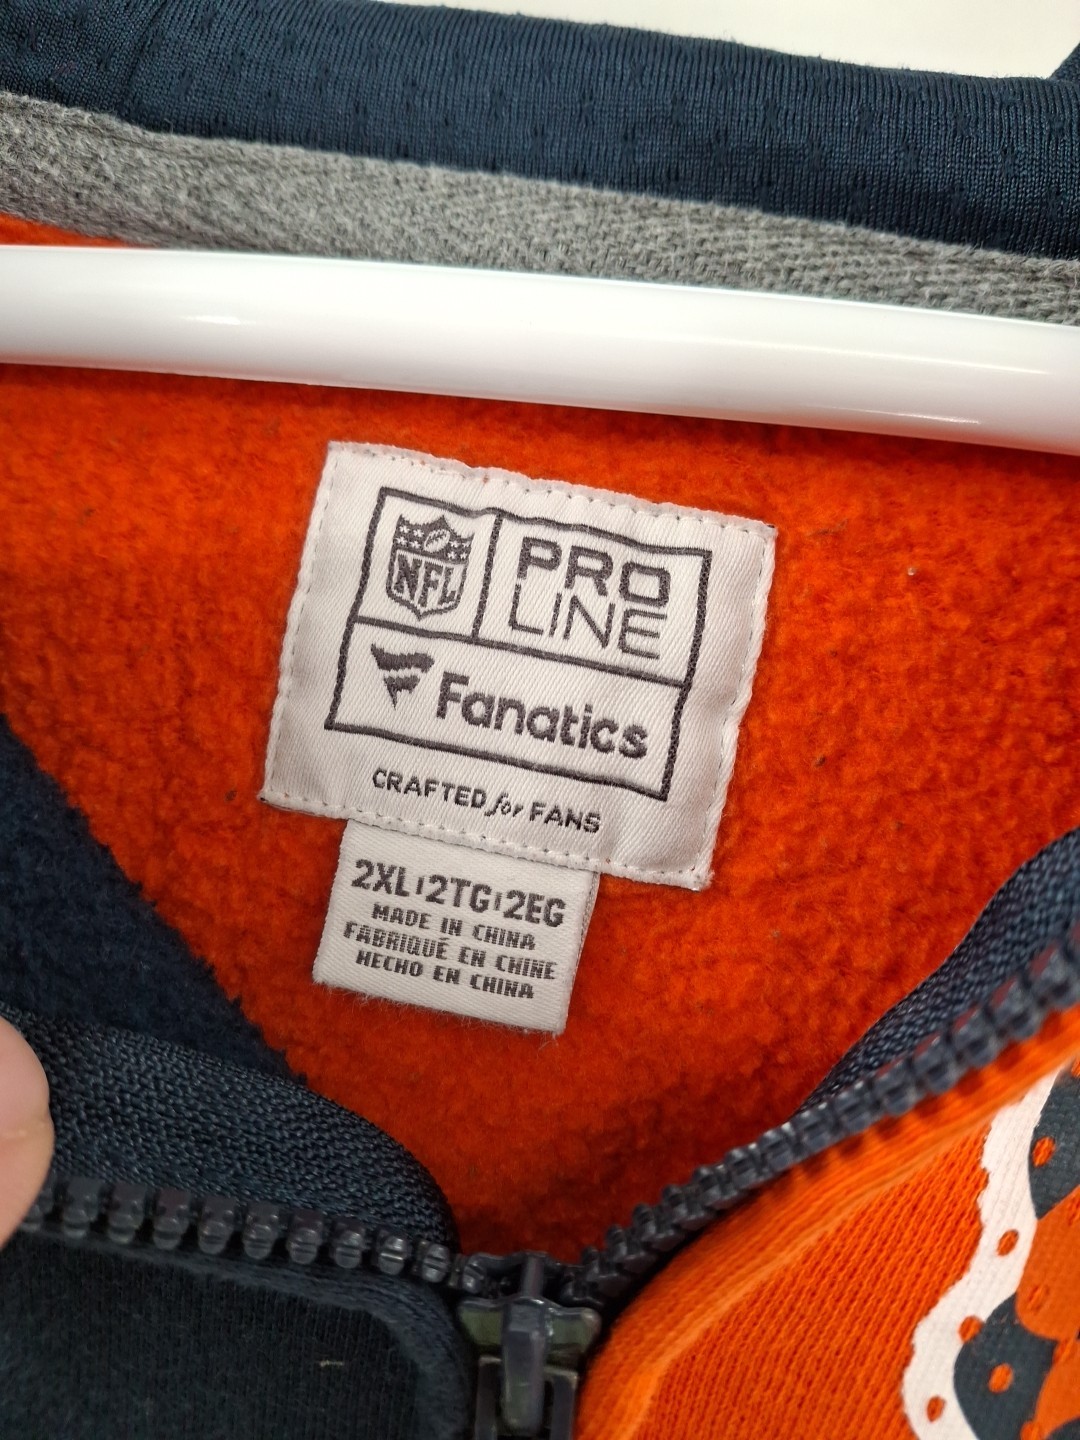 NFL
PRO
LINE
Fanatics
CRAFTED for FANS
2XL|2TG|2EG
MADE IN CHINA
FABRIQUÉ EN CHINE
HECHO EN CHINA